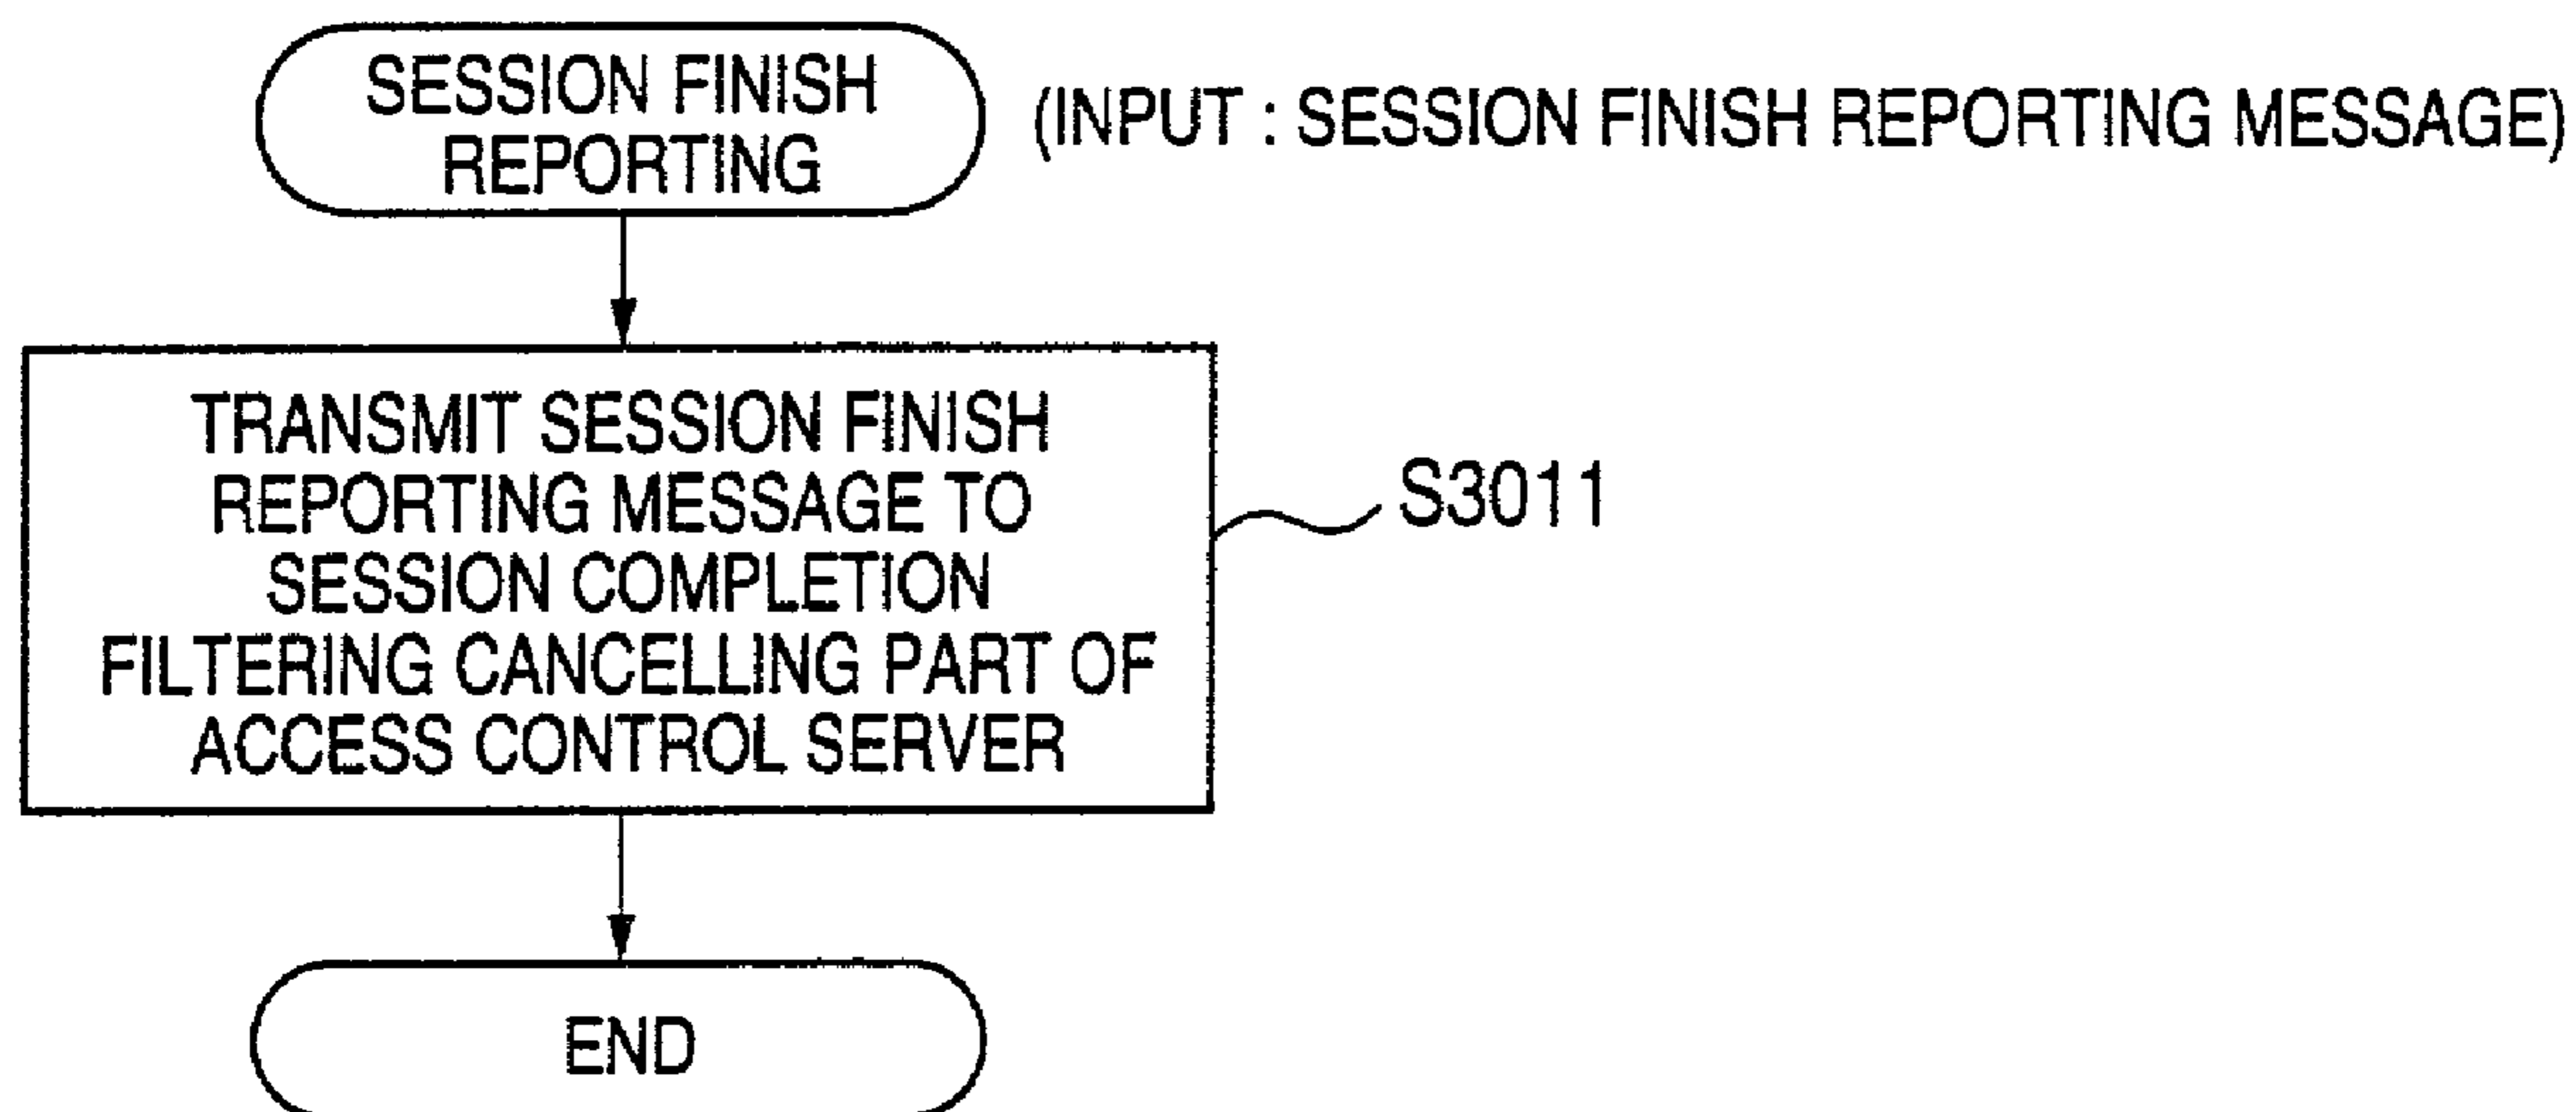 SESSION FINISH
REPORTING
(INPUT : SESSION FINISH REPORTING MESSAGE)
TRANSMIT SESSION FINISH
REPORTING MESSAGE TO
SESSION COMPLETION
FILTERING CANCELLING PART OF
ACCESS CONTROL SERVER
S3011
END